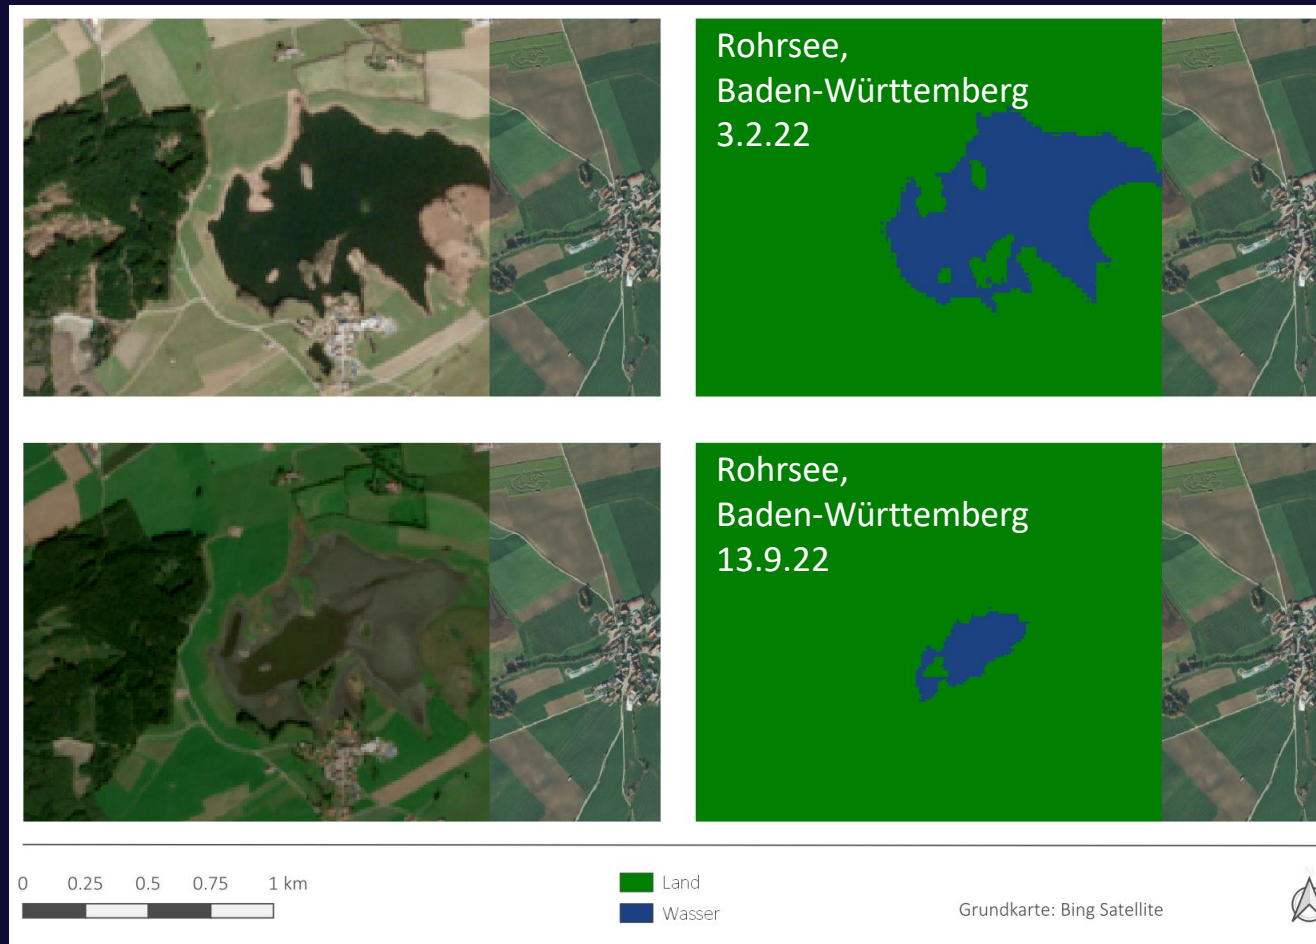 Rohrsee,
Baden-Württemberg
3.2.22
Rohrsee,
Baden-Württemberg
13.9.22
0 0.25 0.5 0.75 1 km
Land
Wasser
Grundkarte: Bing Satellite